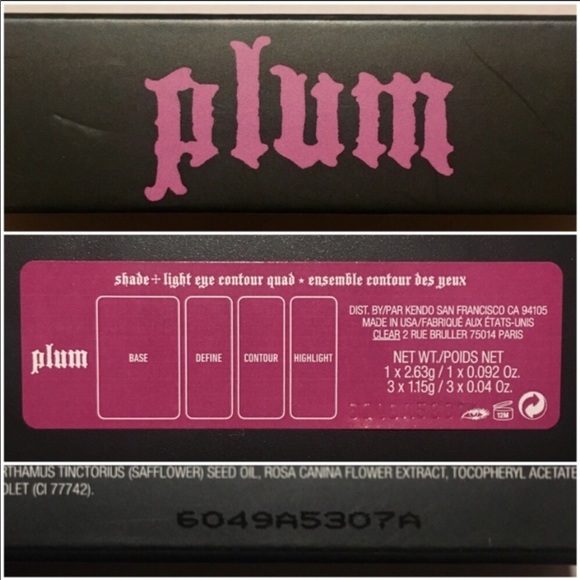 plum
shade + light eye contour quad • ensemble contour des yeux
plum
BASE
DEFINE
CONTOUR
HIGHLIGHT
DIST. BY/PAR KENDO SAN FRANCISCO CA 94105
MADE IN USA/FABRIQUÉ AUX ÉTATS-UNIS
CLEAR 2 RUE BRULLER 75014 PARIS
NET WT./POIDS NET
1 x 2.63g / 1 x 0.092 Oz.
3 x 1.15g / 3 x 0.04 Oz.
12M
RTHAMUS TINCTORIUS (SAFFLOWER) SEED OIL, ROSA CANINA FLOWER EXTRACT, TOCOPHERYL ACETATE
OLET (CI 77742).
6049A5307A